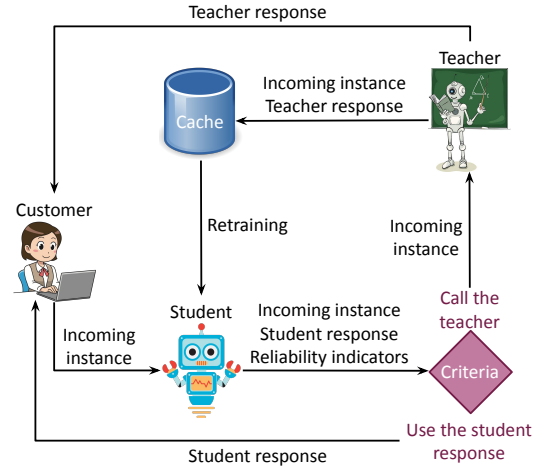 Teacher response
Teacher
Incoming instance
Teacher response
Cache
Customer
Retraining
Incoming
instance
Student
Incoming instance
Student response
Reliability indicators
Call the
teacher
Incoming
instance
Criteria
Use the student
response
Student response